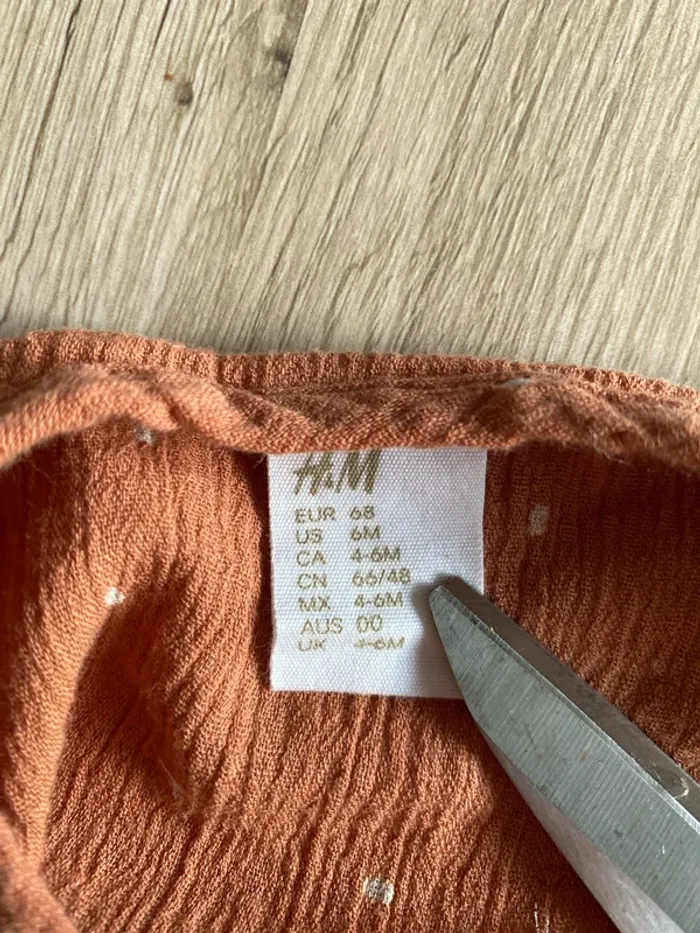 H&M
EUR 68
US 6M
CA 4-6M
CN 66/48
MX 4-6M
AUS 00
UK 4-6M